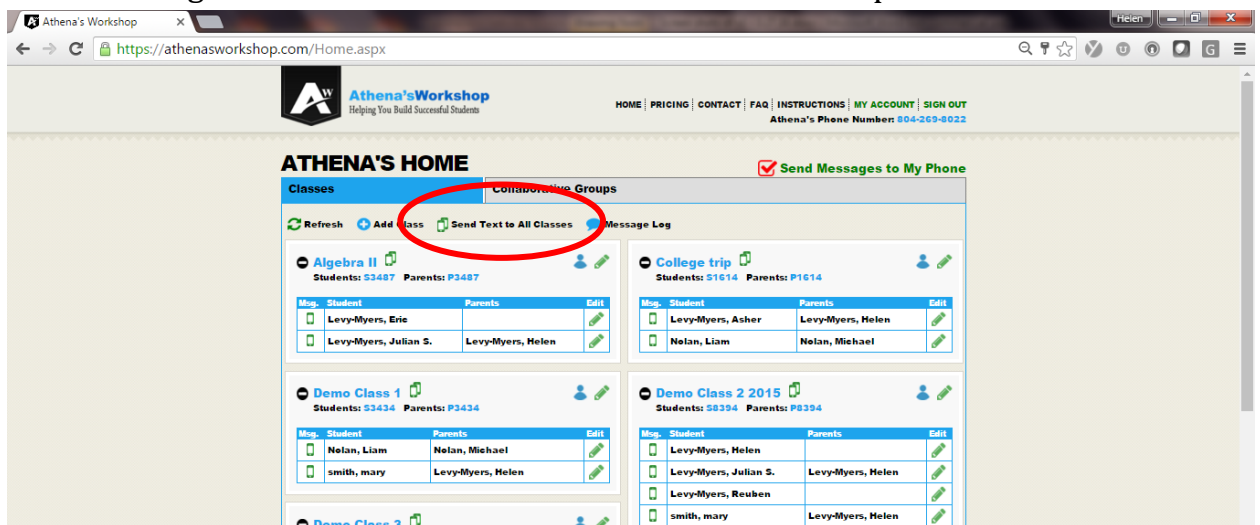 Athena's Workshop
Helen
https://athenasworkshop.com/Home.aspx
Athena'sWorkshop
Helping You Build Successful Students
HOME PRICING CONTACT FAQ INSTRUCTIONS MY ACCOUNT SIGN OUT
Athena's Phone Number: 804-269-8022
ATHENA'S HOME
Send Messages to My Phone
Classes Collaborative Groups
Refresh Add Class Send Text to All Classes Message Log
Algebra II
Students: S3487 Parents: P3487
Msg. Student Parents Edit
Levy-Myers, Eric
Levy-Myers, Julian S. Levy-Myers, Helen
College trip
Students: S1614 Parents: P1614
Msg. Student Parents Edit
Levy-Myers, Asher Levy-Myers, Helen
Nolan, Liam Nolan, Michael
Demo Class 1
Students: S3434 Parents: P3434
Msg. Student Parents Edit
Nolan, Liam Nolan, Michael
smith, mary Levy-Myers, Helen
Demo Class 2 2015
Students: S8394 Parents: P8394
Msg. Student Parents Edit
Levy-Myers, Helen
Levy-Myers, Julian S. Levy-Myers, Helen
Levy-Myers, Reuben
smith, mary Levy-Myers, Helen
Demo Class 3